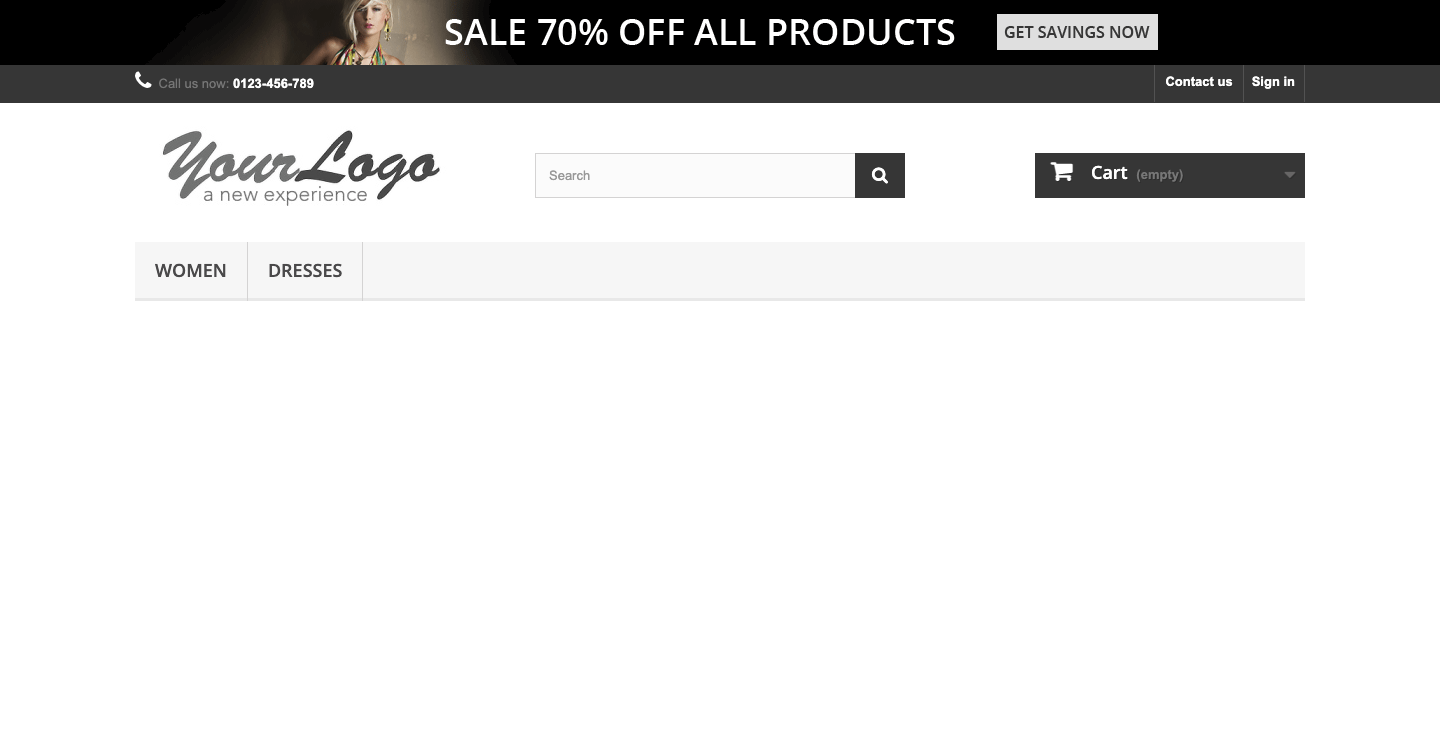 SALE 70% OFF ALL PRODUCTS
GET SAVINGS NOW
Call us now: 0123-456-789
Contact us
Sign in
YourLogo
a new experience
Search
Cart (empty)
WOMEN
DRESSES